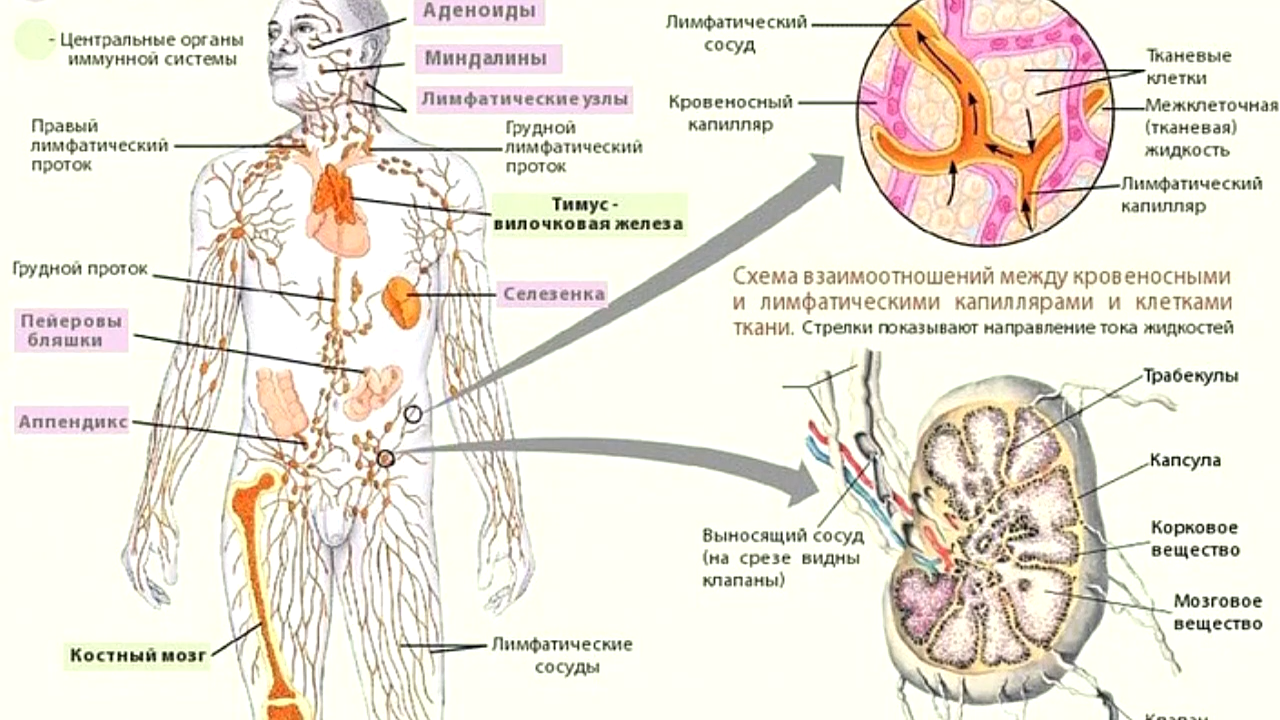 - Центральные органы
иммунной системы
Аденоиды
Миндалины
Лимфатические узлы
Правый
лимфатический
проток
Грудной
лимфатический
проток
Тимус -
вилочковая железа
Грудной проток
Селезенка
Пейеровы
бляшки
Аппендикс
Костный мозг
Лимфатические
сосуды
Лимфатический
сосуд
Кровеносный
капилляр
Тканевые
клетки
Межклеточная
(тканевая)
жидкость
Лимфатический
капилляр
Схема взаимоотношений между кровеносными
и лимфатическими капиллярами и клетками
ткани. Стрелки показывают направление тока жидкостей
Трабекулы
Капсула
Корковое
вещество
Мозговое
вещество
Выносящий сосуд
(на срезе видны
клапаны)